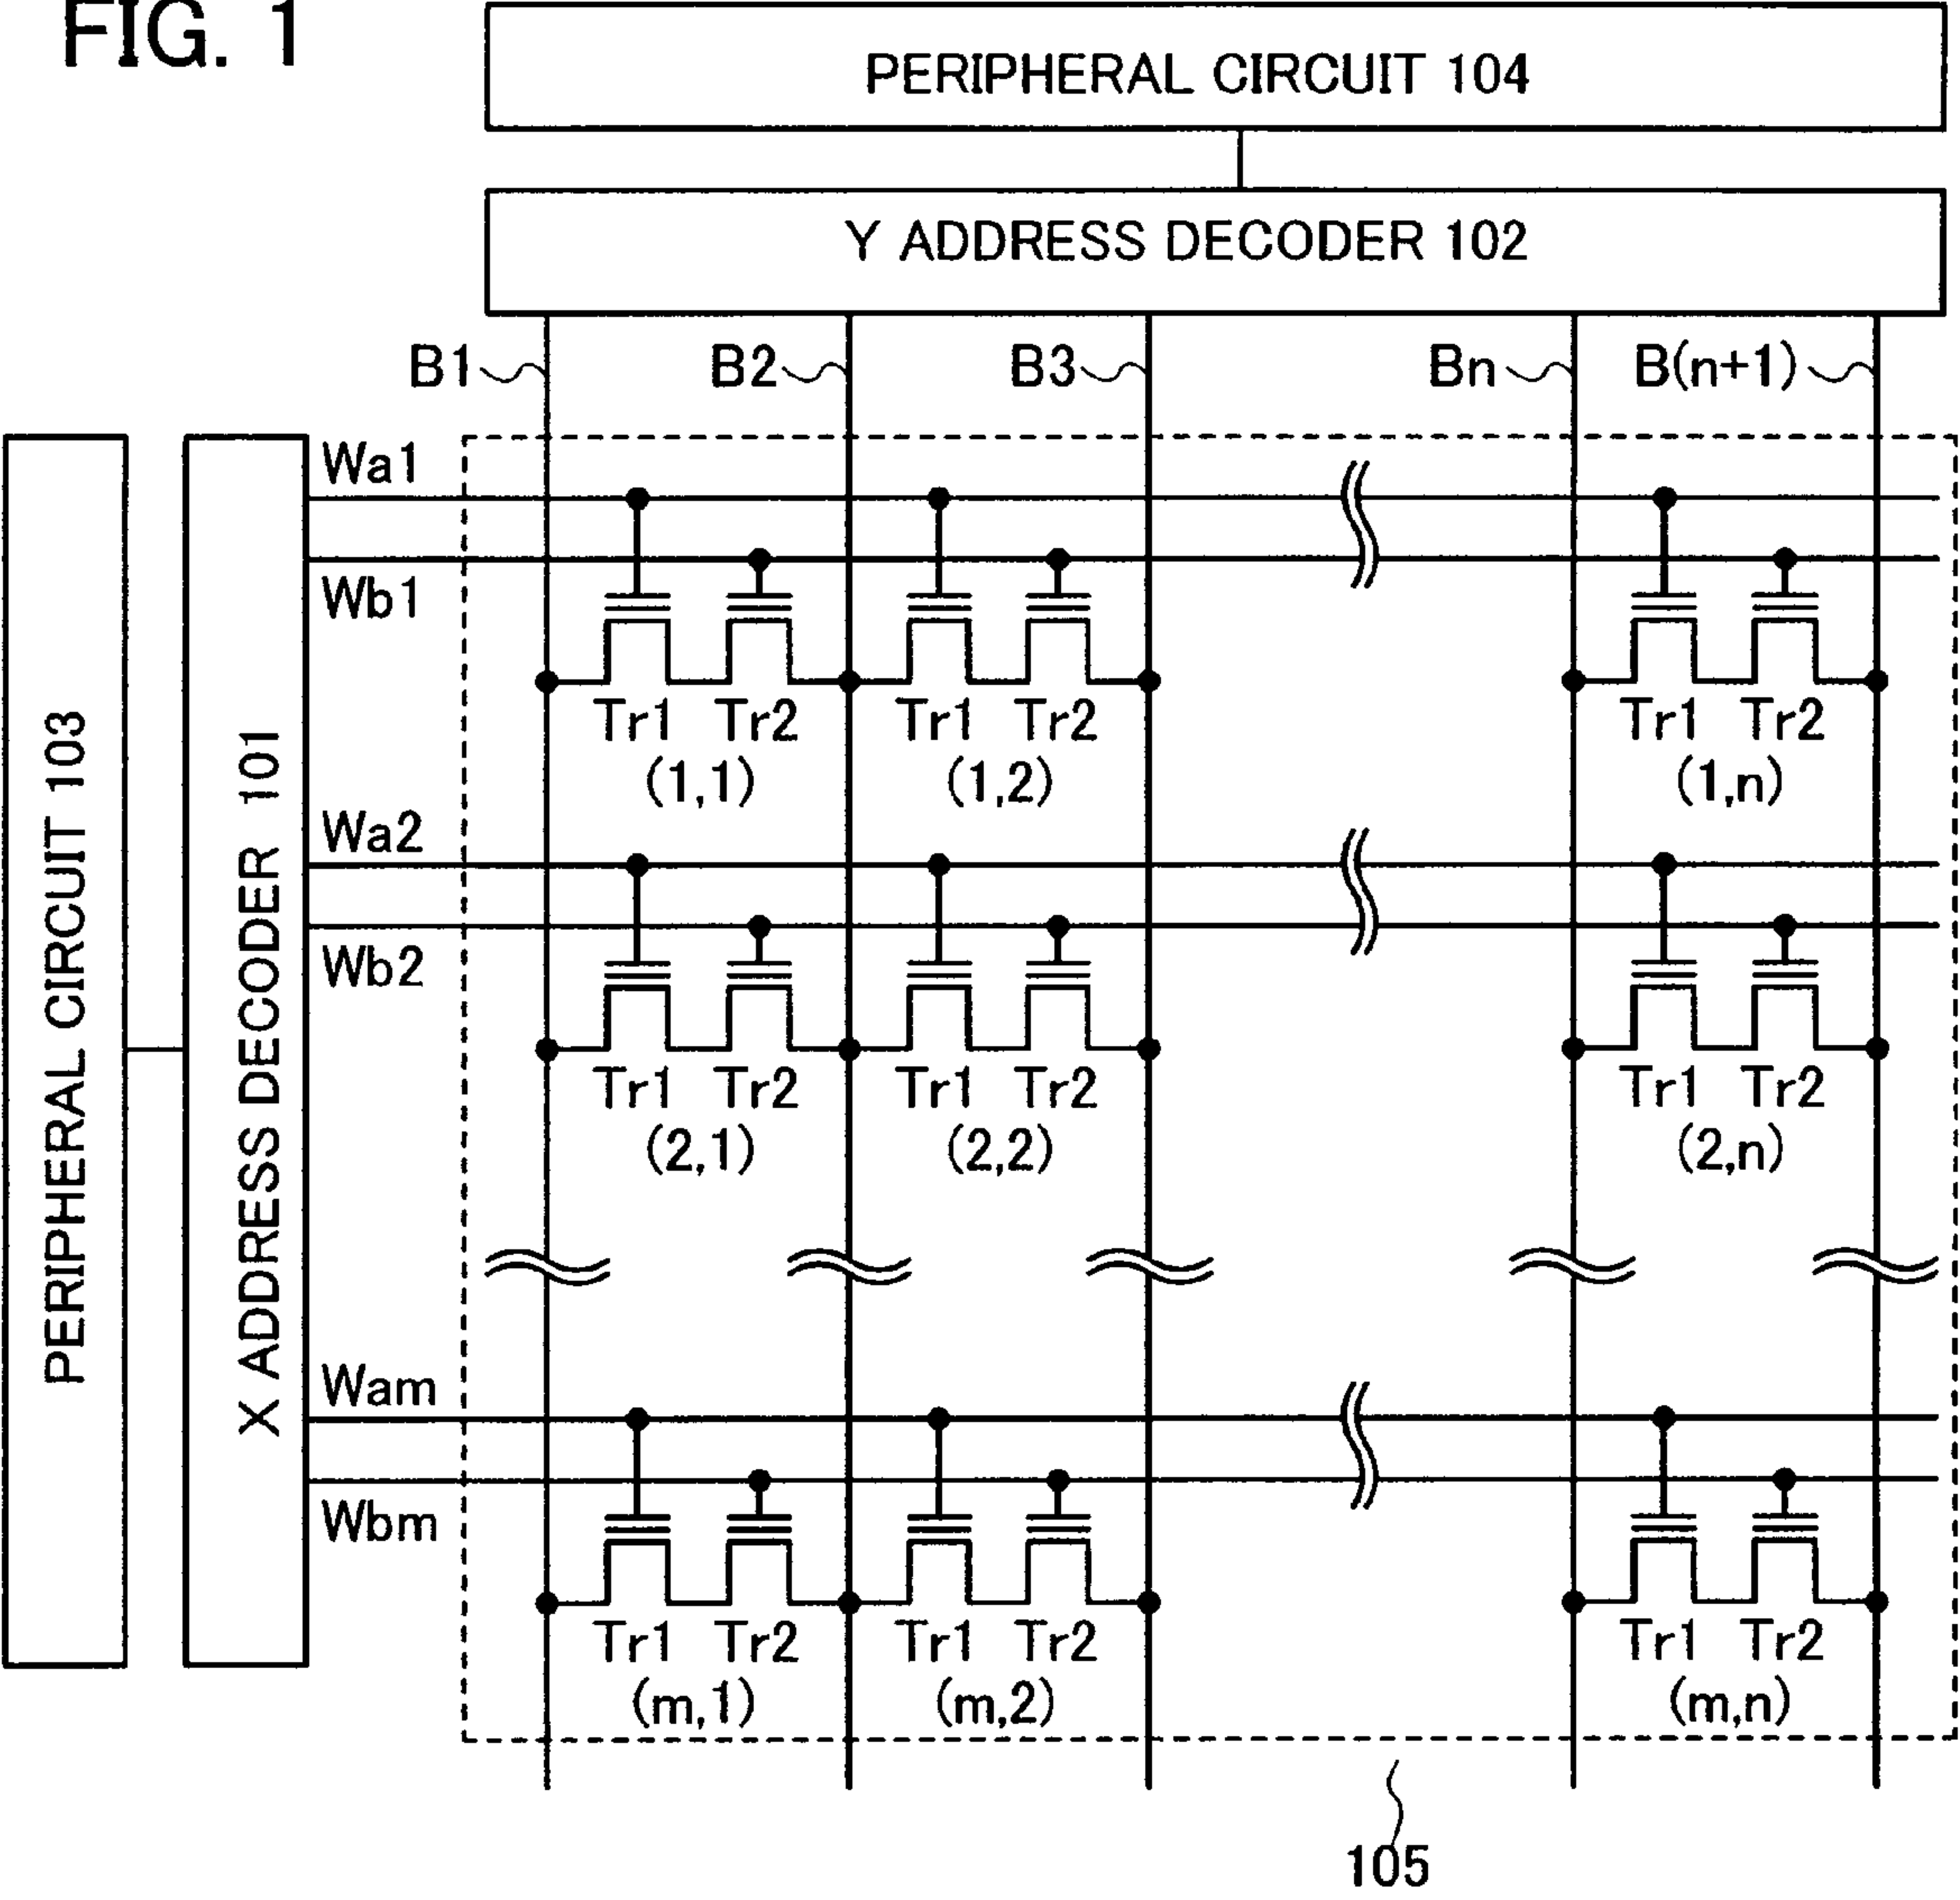 FIG. 1
PERIPHERAL CIRCUIT 104
Y ADDRESS DECODER 102
B1 B2 B3 Bn B(n+1)
PERIPHERAL CIRCUIT 103
X ADDRESS DECODER 101
Wa1
Wb1
Tr1 Tr2 Tr1 Tr2 Tr1 Tr2
(1,1) (1,2) (1,n)
Wa2
Wb2
Tr1 Tr2 Tr1 Tr2 Tr1 Tr2
(2,1) (2,2) (2,n)
Wam
Wbm
Tr1 Tr2 Tr1 Tr2 Tr1 Tr2
(m,1) (m,2) (m,n)
105